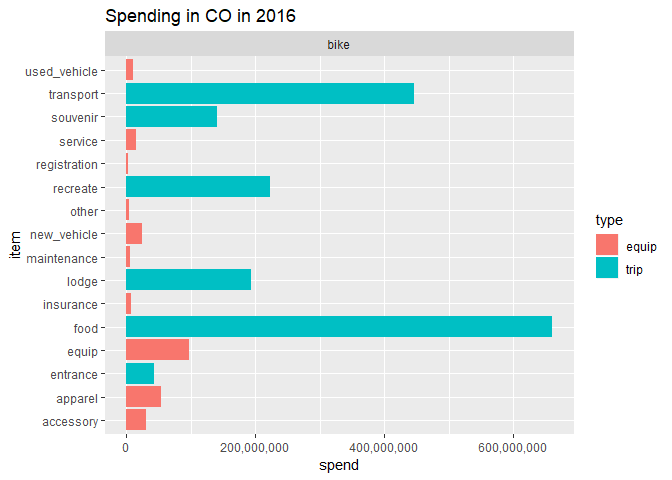 Spending in CO in 2016
bike
used_vehicle
transport
souvenir
service
registration
recreate
other
new_vehicle
maintenance
lodge
insurance
food
equip
entrance
apparel
accessory
item
0
200,000,000
400,000,000
600,000,000
spend
type
equip
trip